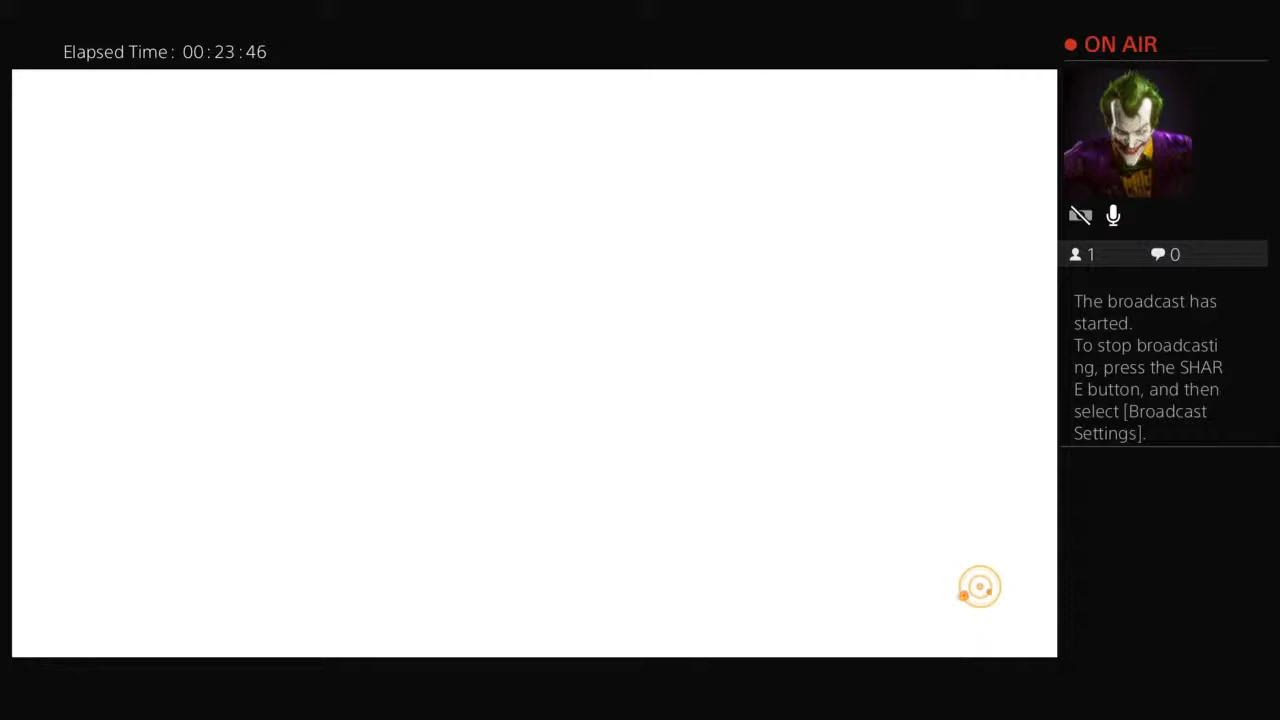 Elapsed Time: 00:23:46
ON AIR
1 0
The broadcast has
started.
To stop broadcasti
ng, press the SHAR
E button, and then
select [Broadcast
Settings].